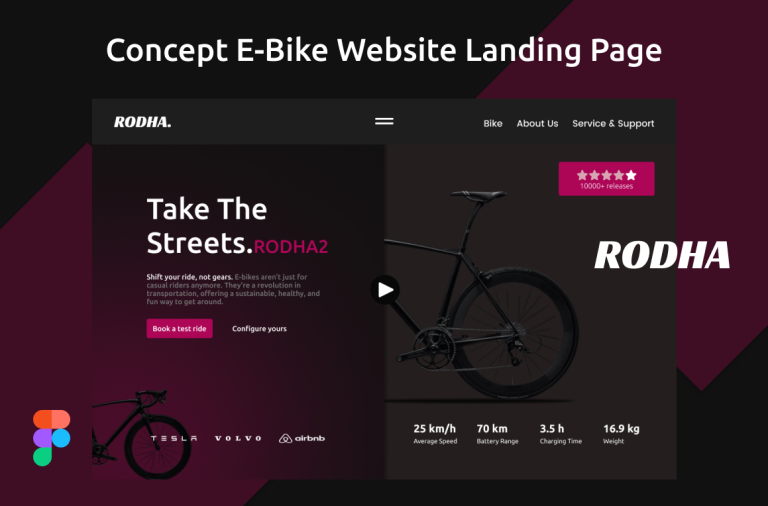 Concept E-Bike Website Landing Page
RODHA.
Bike About Us Service & Support
10000+ releases
Take The
Streets.RODHA2
RODHA
Shift your ride, not gears. E-bikes aren't just for
casual riders anymore. They're a revolution in
transportation, offering a sustainable, healthy, and
fun way to get around.
Book a test ride Configure yours
TESLA VOLVO airbnb
25 km/h 70 km 3.5 h 16.9 kg
Average Speed Battery Range Charging Time Weight